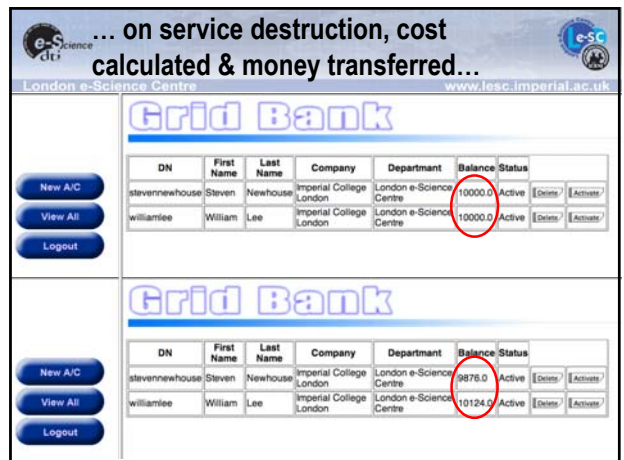 e-Science
dti
… on service destruction, cost
calculated & money transferred…
e-SC
London e-Science Centre
www.lesc.imperial.ac.uk
Grid Bank
New A/C
View All
Logout
DN First Name Last Name Company Departmant Balance Status
stevennewhouse Steven Newhouse Imperial College London London e-Science Centre 10000.0 Active Delete Activate
williamlee William Lee Imperial College London London e-Science Centre 10000.0 Active Delete Activate
Grid Bank
New A/C
View All
Logout
DN First Name Last Name Company Departmant Balance Status
stevennewhouse Steven Newhouse Imperial College London London e-Science Centre 9876.0 Active Delete Activate
williamlee William Lee Imperial College London London e-Science Centre 10124.0 Active Delete Activate